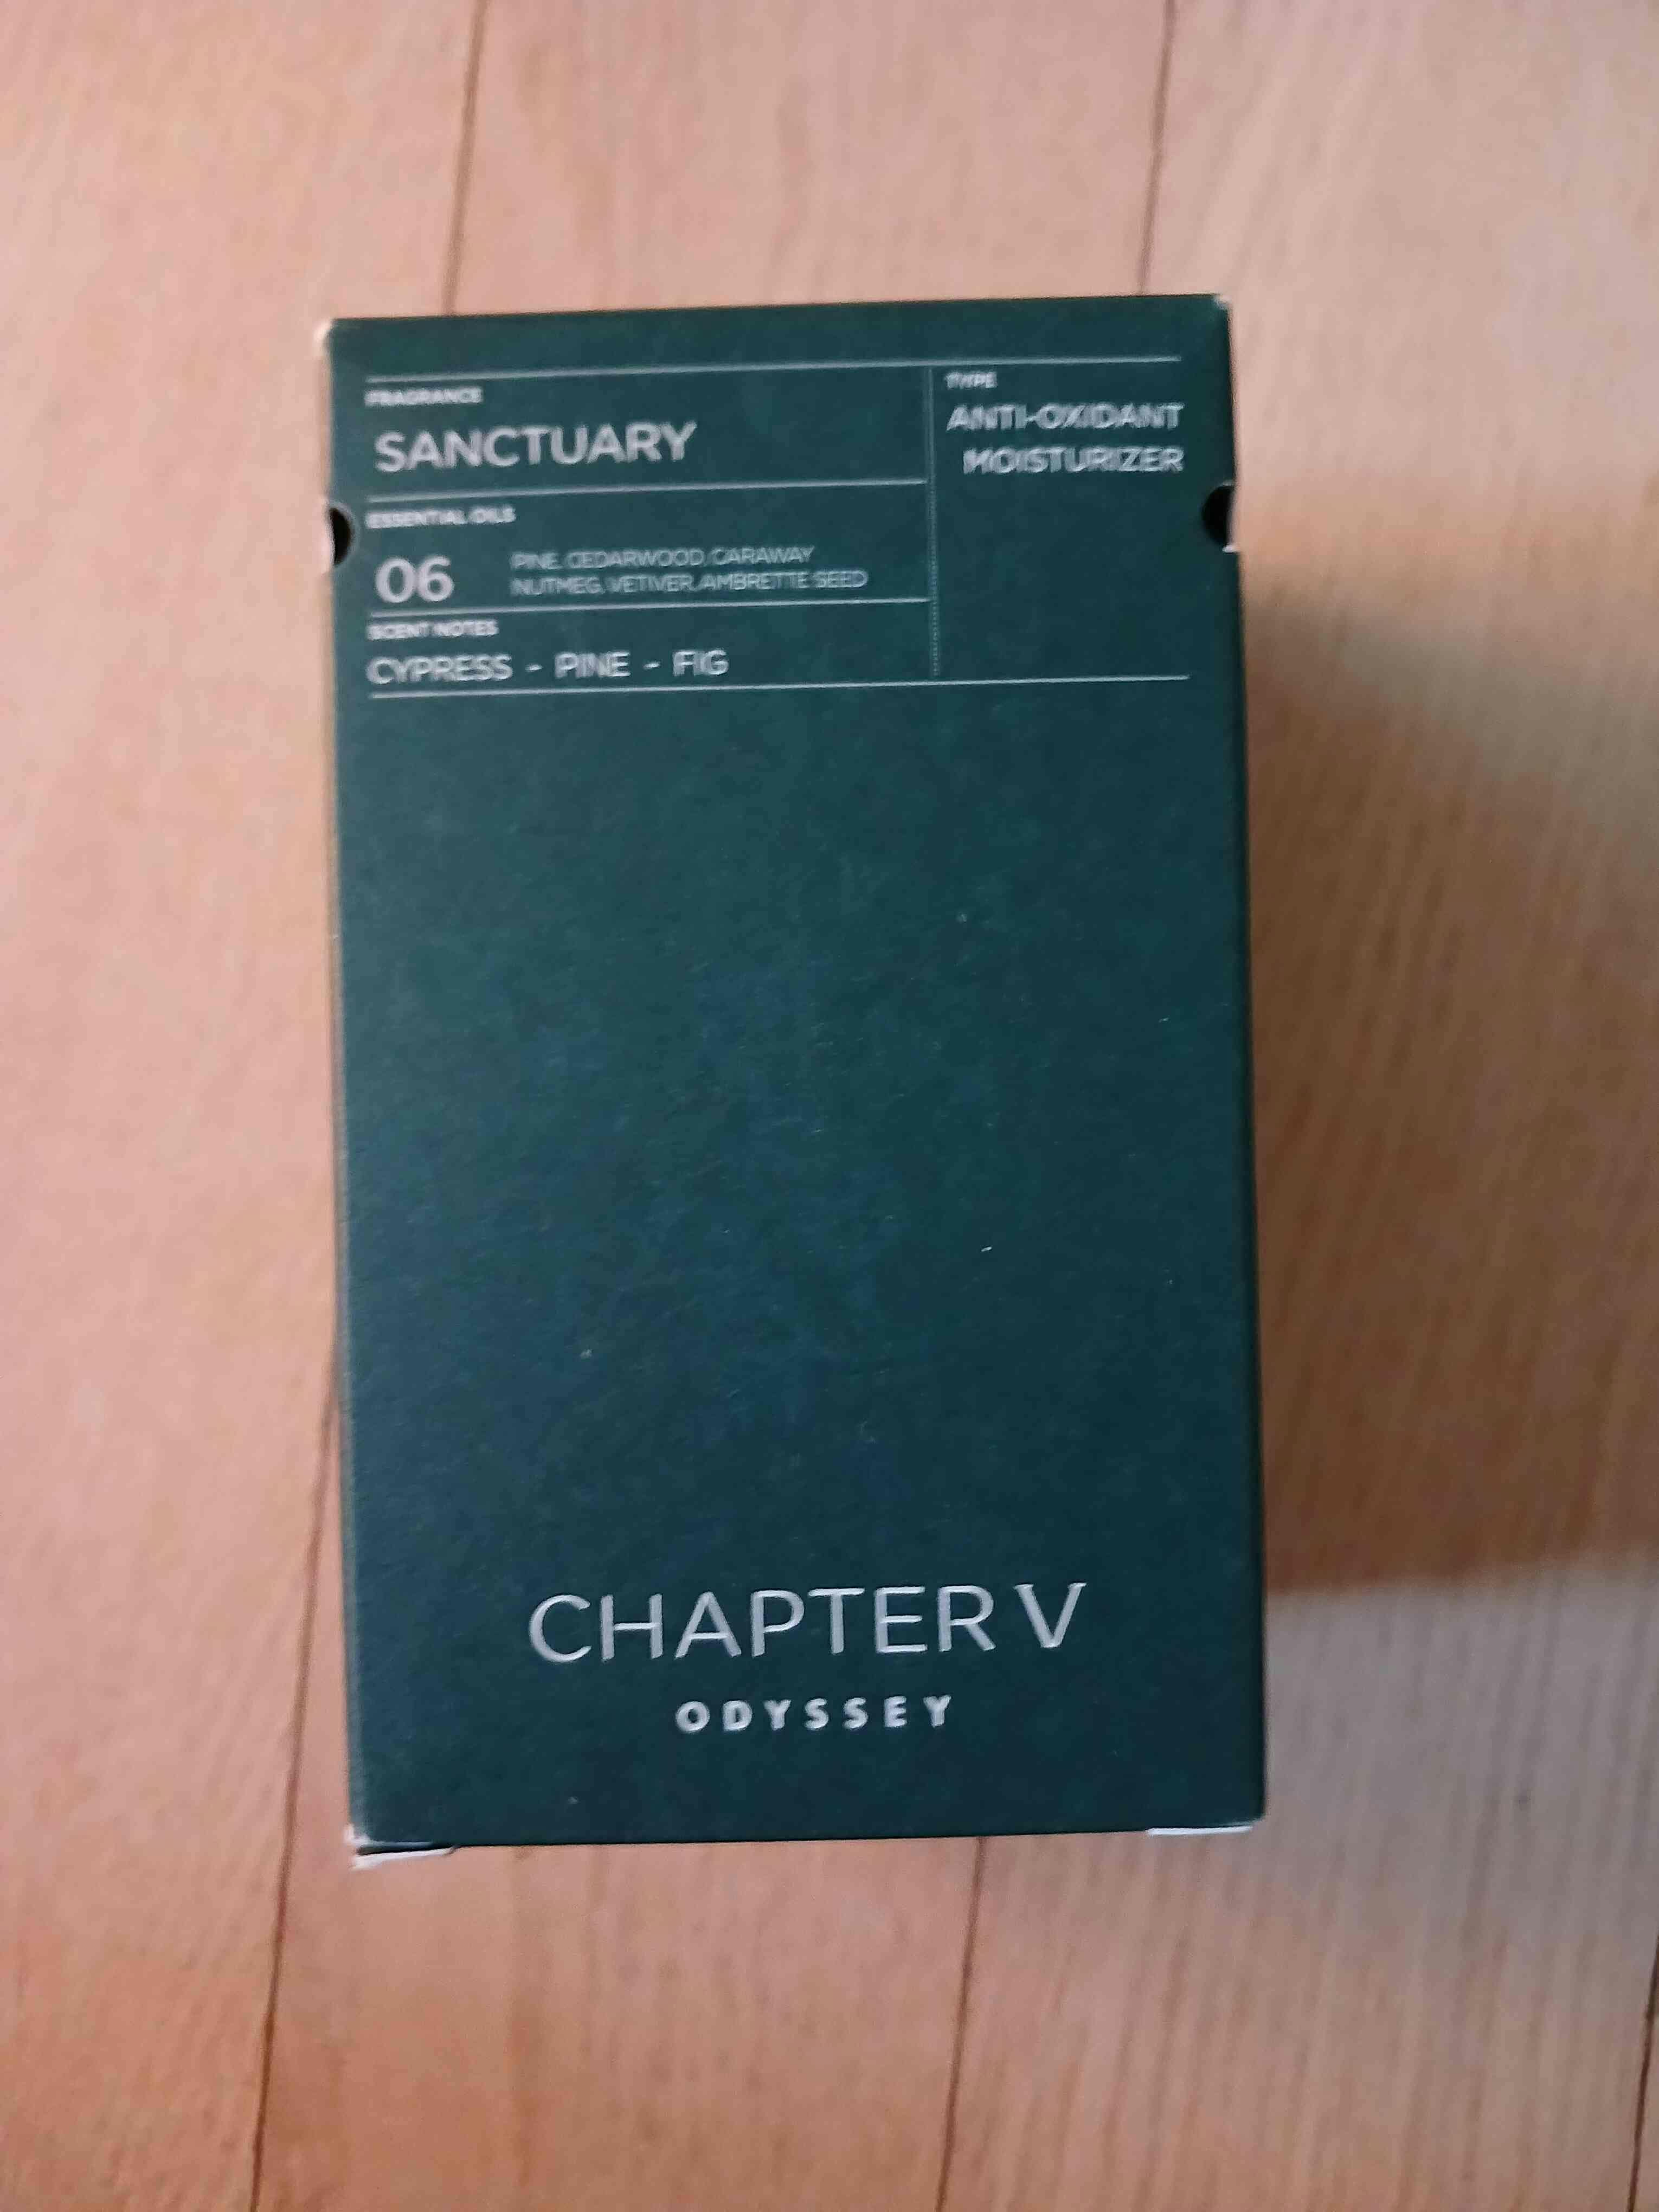 FRAGRANCE
SANCTUARY
ESSENTIAL OILS
06
PINE, CEDARWOOD, CARAWAY
NUTMEG, VETIVER, AMBRETTE SEED
SCENT NOTES
CYPRESS - PINE - FIG
TYPE
ANTI-OXIDANT
MOISTURIZER
CHAPTER V
ODYSSEY